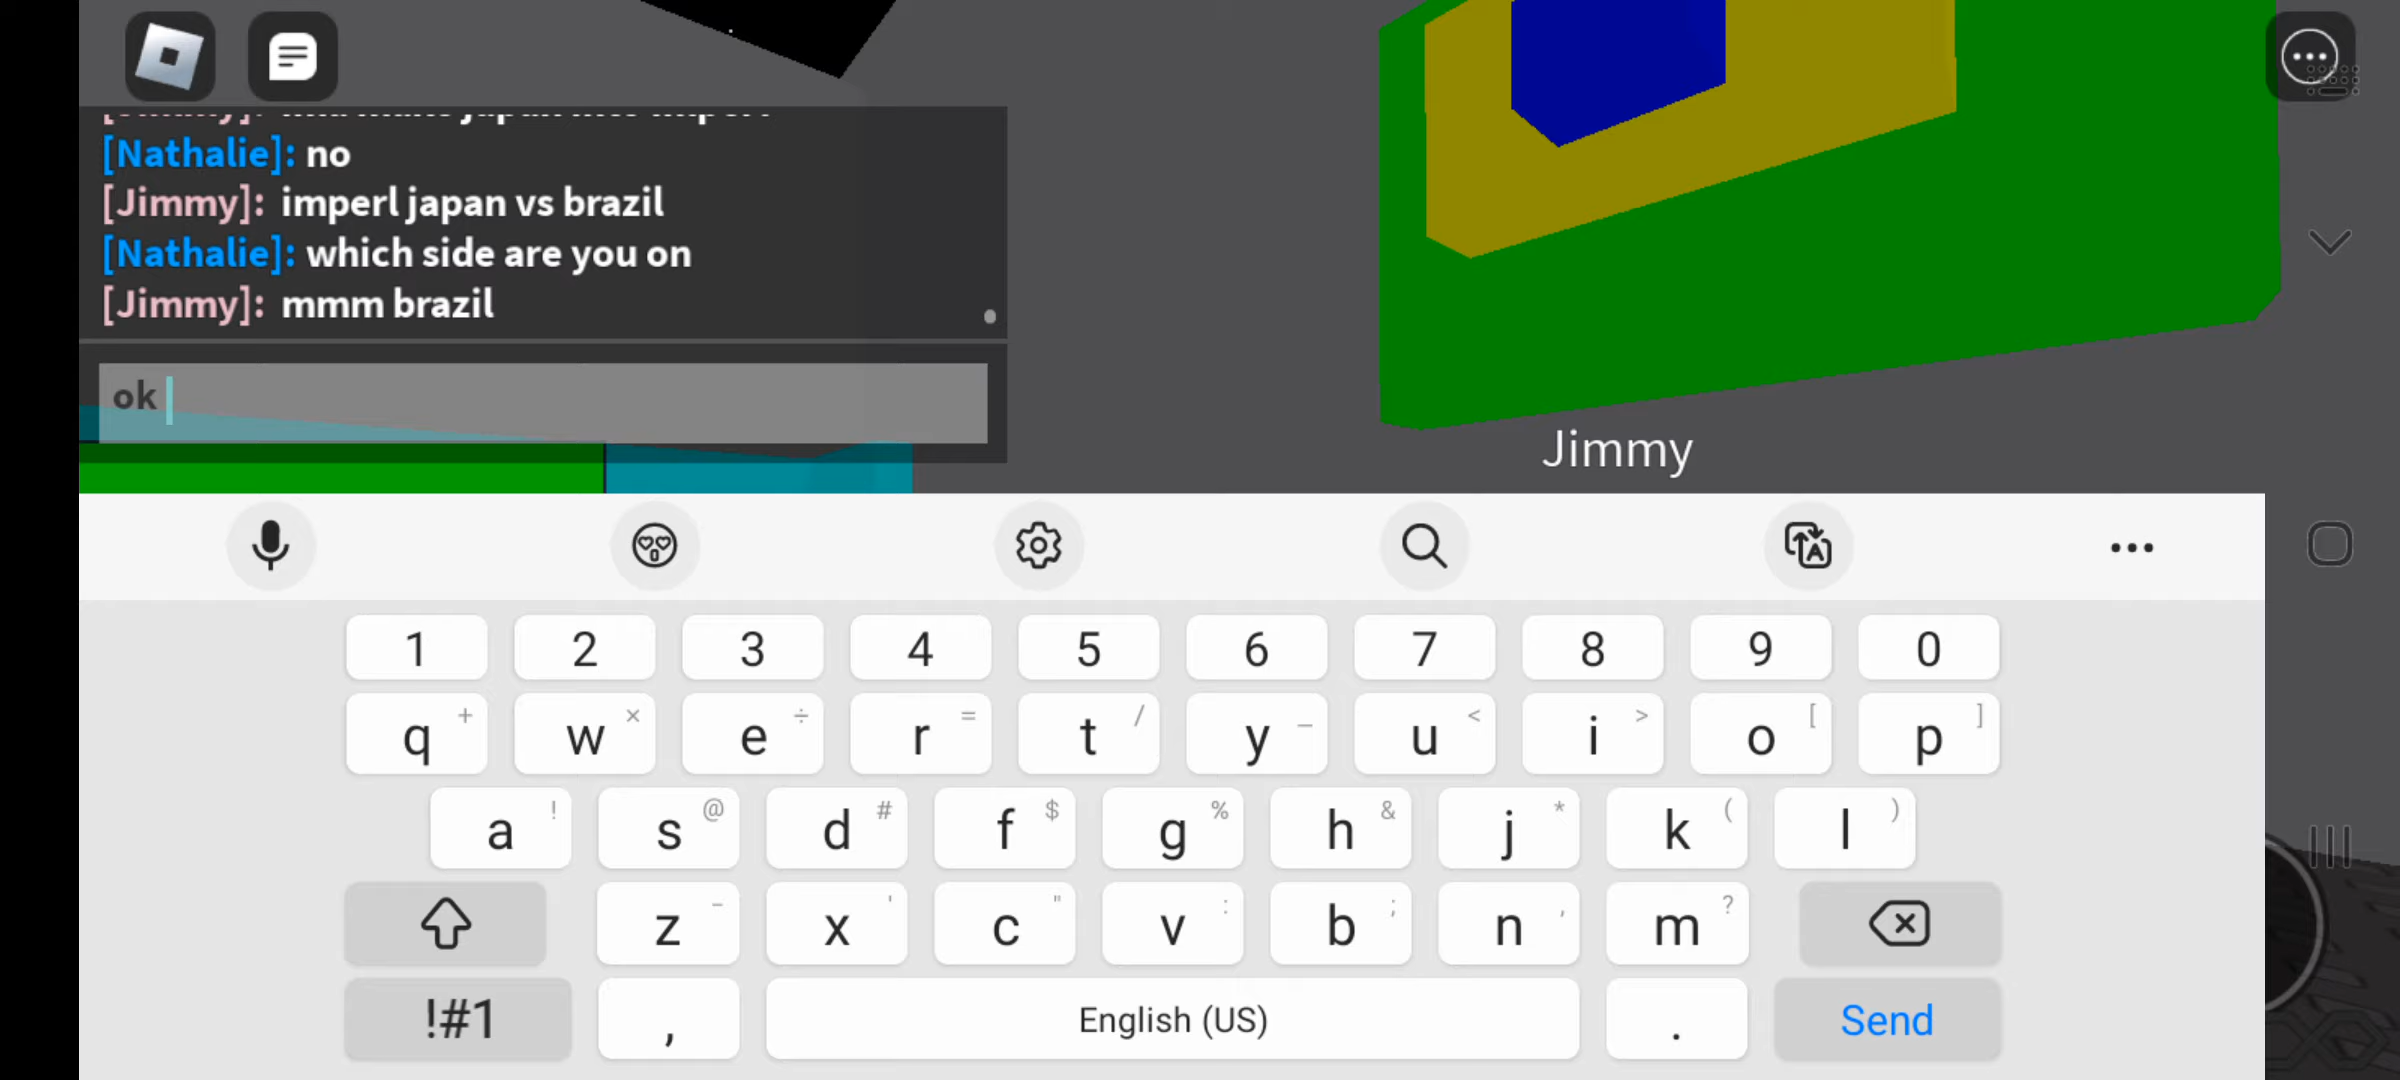 [Nathalie]: no
[Jimmy]: imperl japan vs brazil
[Nathalie]: which side are you on
[Jimmy]: mmm brazil
ok
Jimmy
1 2 3 4 5 6 7 8 9 0
q + w × e ÷ r = t / y _ u < i > o [ p ]
a ! s @ d # f $ g % h & j * k ( l )
z - x ' c " v : b ; n , m ?
!#1 , English (US) . Send